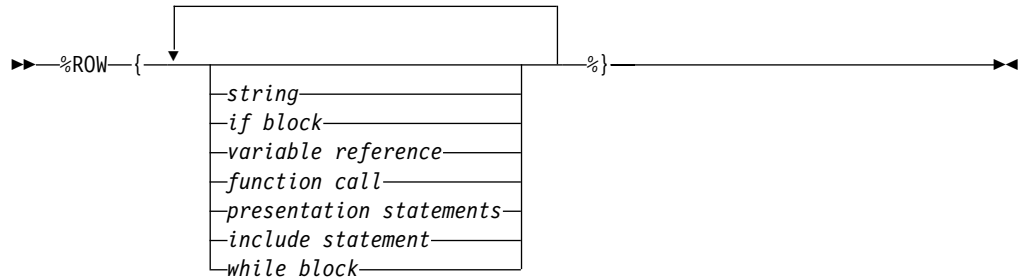 %ROW { %}
string
if block
variable reference
function call
presentation statements
include statement
while block